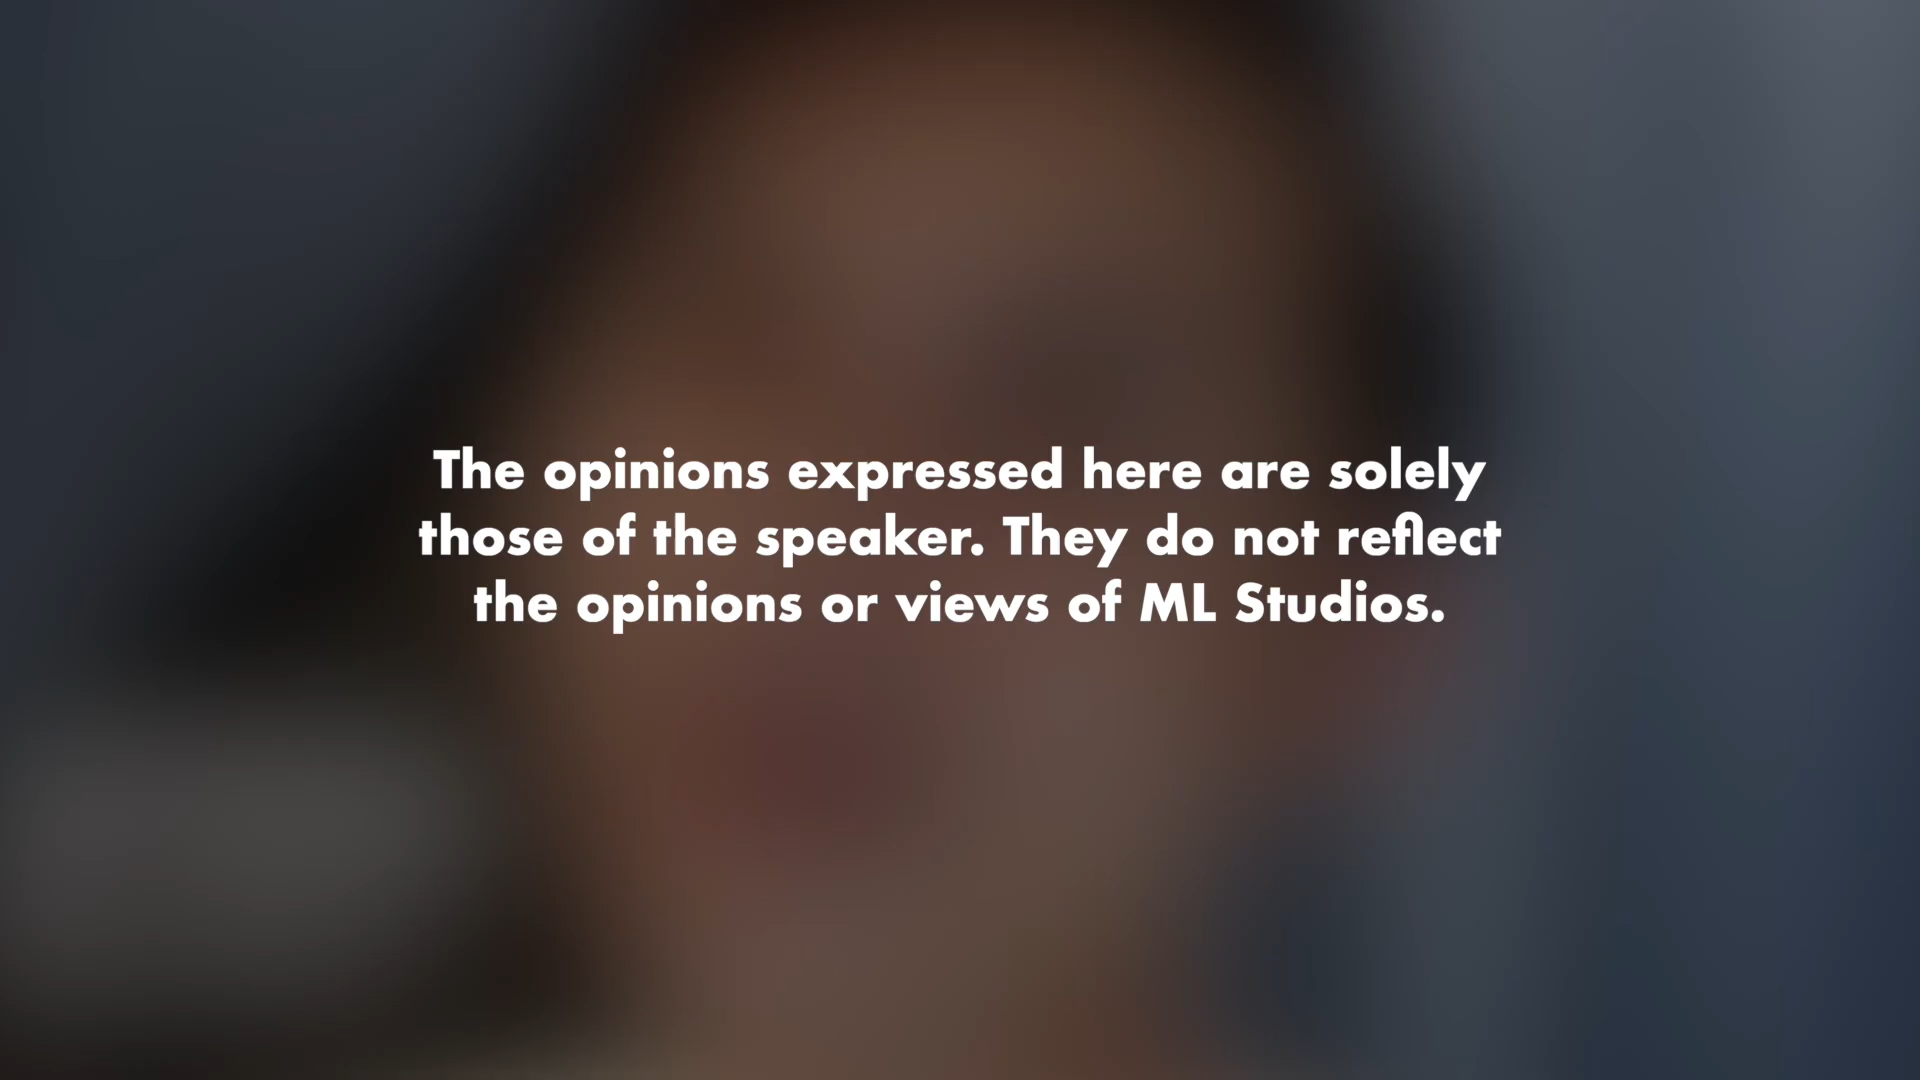 The opinions expressed here are solely
those of the speaker. They do not reflect
the opinions or views of ML Studios.